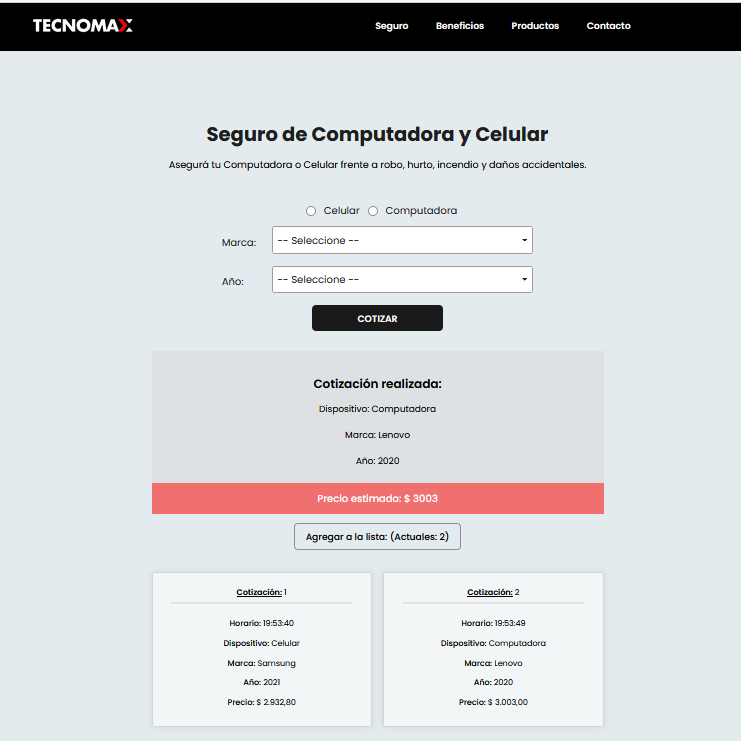 TECNOMAX
Seguro Beneficios Productos Contacto
Seguro de Computadora y Celular
Asegurá tu Computadora o Celular frente a robo, hurto, incendio y daños accidentales.
Celular Computadora
Marca: -- Seleccione --
Año: -- Seleccione --
COTIZAR
Cotización realizada:
Dispositivo: Computadora
Marca: Lenovo
Año: 2020
Precio estimado: $ 3003
Agregar a la lista: (Actuales: 2)
Cotización: 1
Horario: 19:53:40
Dispositivo: Celular
Marca: Samsung
Año: 2021
Precio: $ 2.932,80
Cotización: 2
Horario: 19:53:49
Dispositivo: Computadora
Marca: Lenovo
Año: 2020
Precio: $ 3.003,00